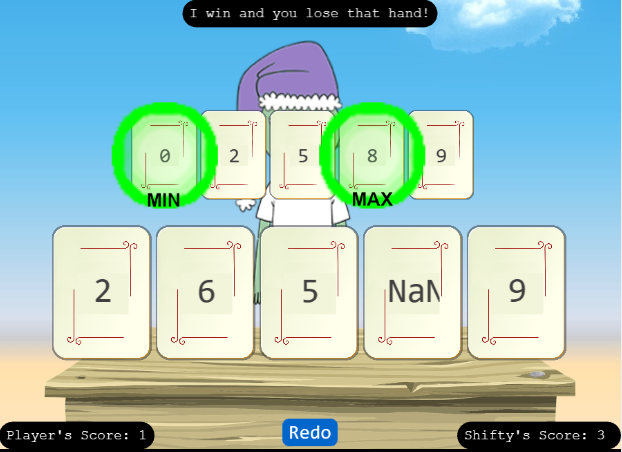 I win and you lose that hand!
0 2 5 8 9
MIN MAX
2 6 5 NaN 9
Player's Score: 1 Redo Shifty's Score: 3